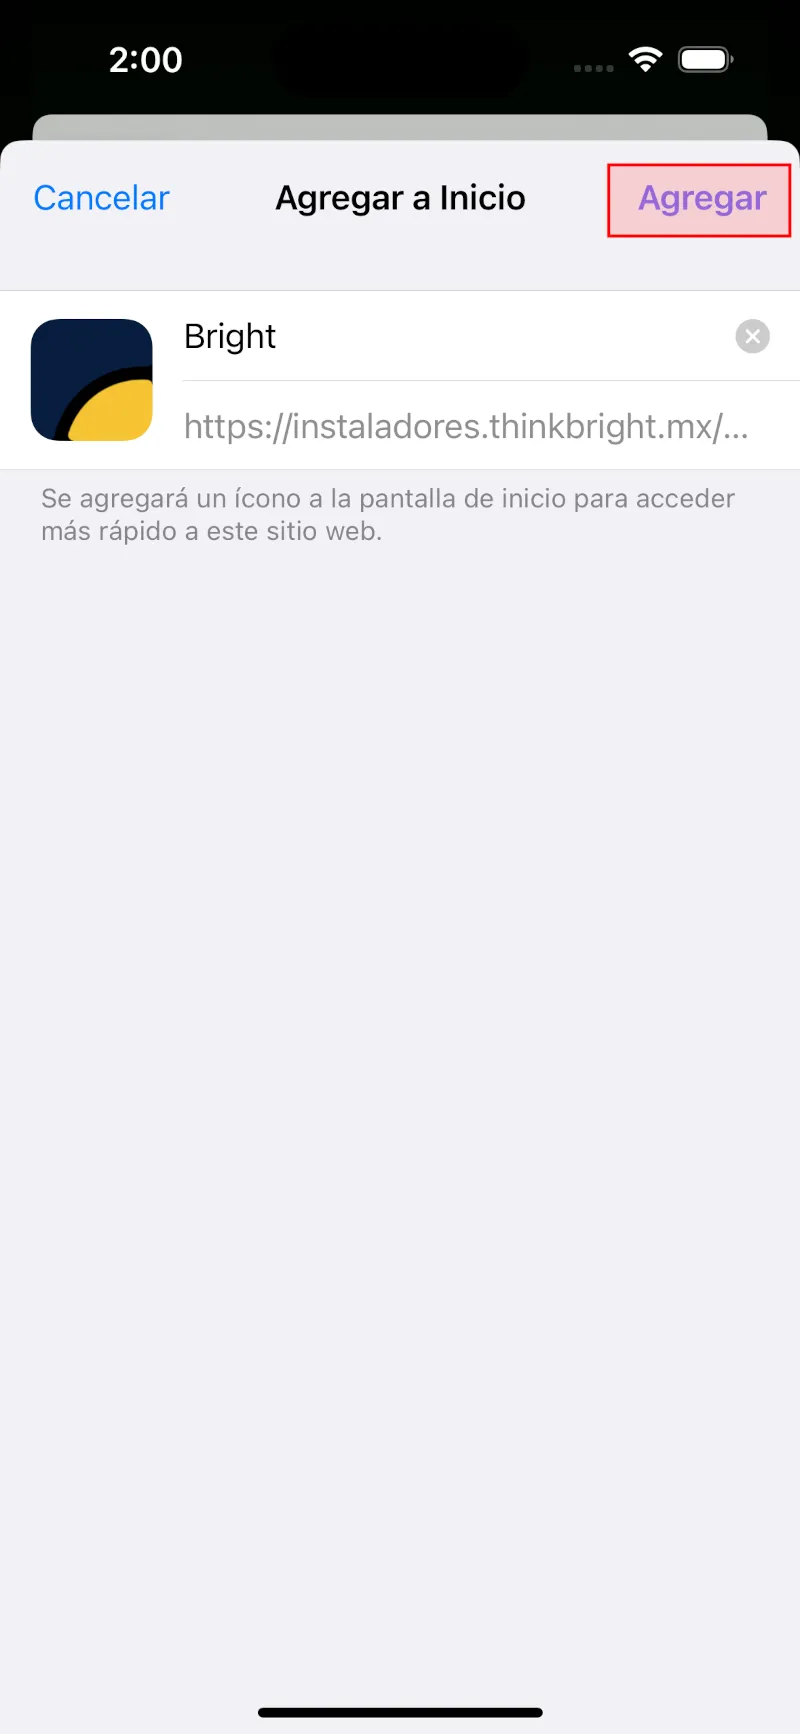 2:00
Cancelar
Agregar a Inicio
Agregar
Bright
https://instaladores.thinkbright.mx/...
Se agregará un ícono a la pantalla de inicio para acceder
más rápido a este sitio web.